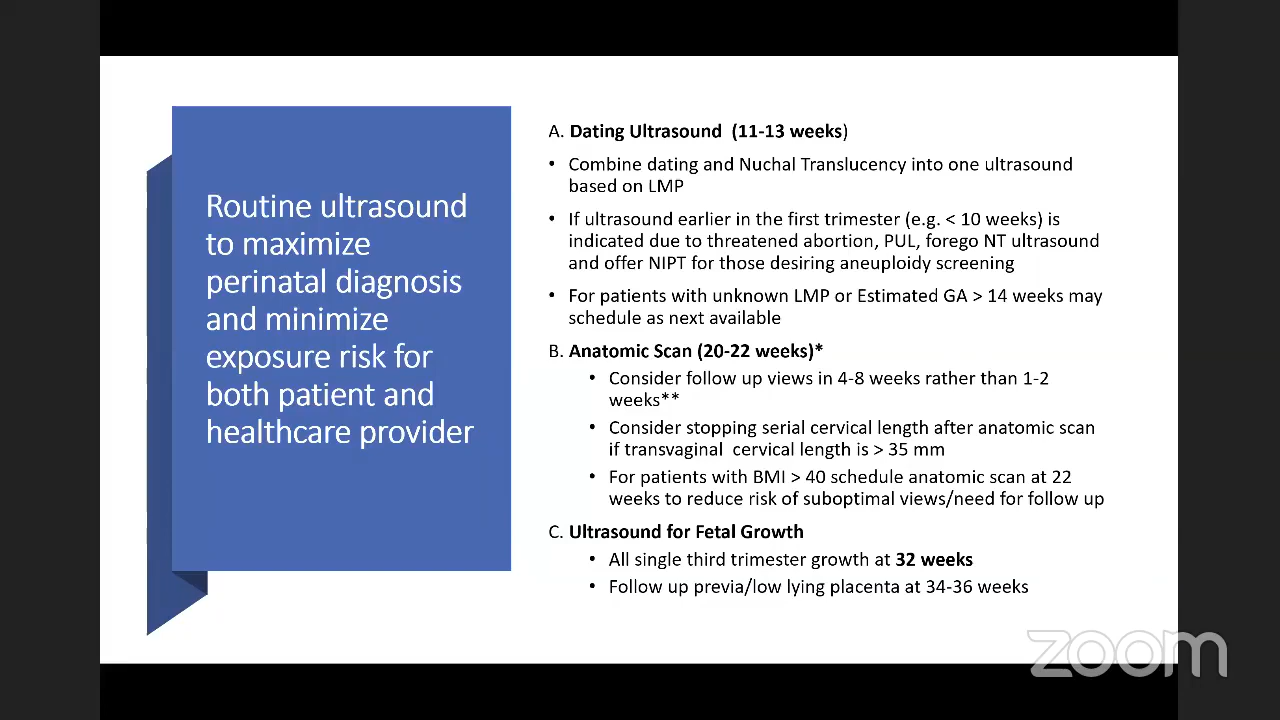 Routine ultrasound
to maximize
perinatal diagnosis
and minimize
exposure risk for
both patient and
healthcare provider
A. Dating Ultrasound (11-13 weeks)
• Combine dating and Nuchal Translucency into one ultrasound
based on LMP
• If ultrasound earlier in the first trimester (e.g. < 10 weeks) is
indicated due to threatened abortion, PUL, forego NT ultrasound
and offer NIPT for those desiring aneuploidy screening
• For patients with unknown LMP or Estimated GA > 14 weeks may
schedule as next available
B. Anatomic Scan (20-22 weeks)*
• Consider follow up views in 4-8 weeks rather than 1-2
weeks**
• Consider stopping serial cervical length after anatomic scan
if transvaginal cervical length is > 35 mm
• For patients with BMI > 40 schedule anatomic scan at 22
weeks to reduce risk of suboptimal views/need for follow up
C. Ultrasound for Fetal Growth
• All single third trimester growth at 32 weeks
• Follow up previa/low lying placenta at 34-36 weeks
zoom